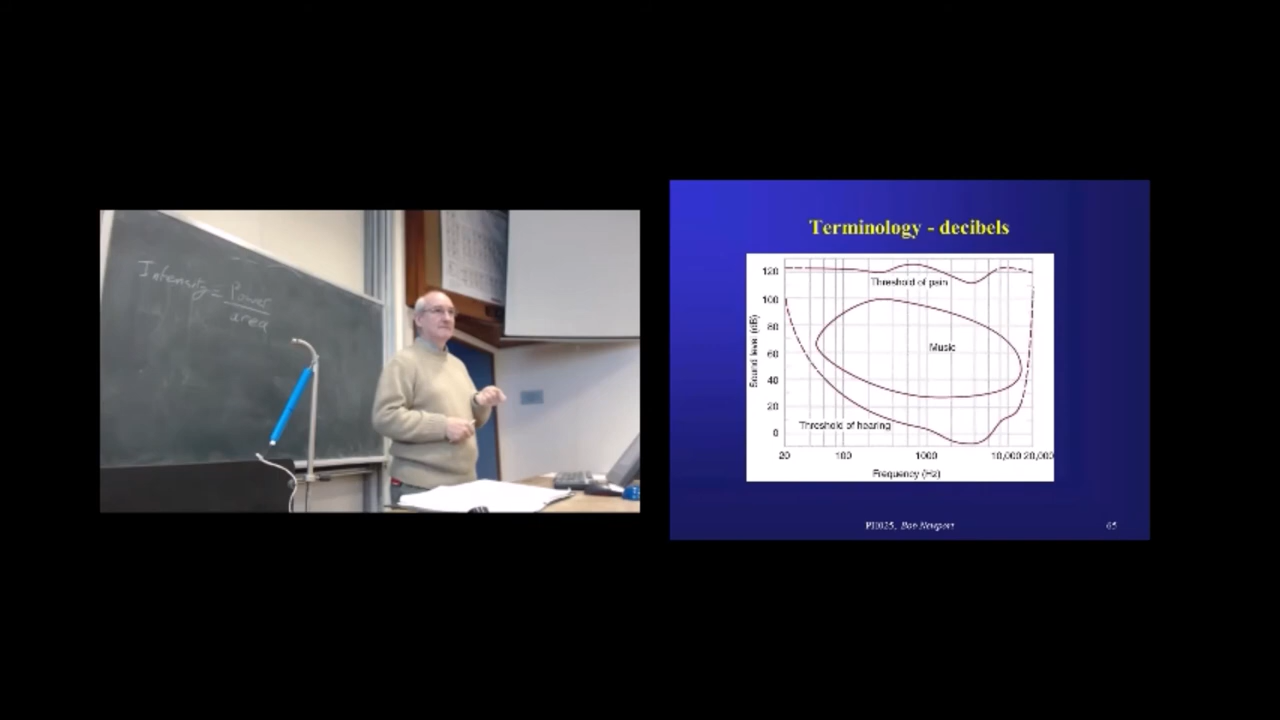 Intensity = Power
area
Terminology - decibels
120
Threshold of pain
100
80
Music
60
40
20
Threshold of hearing
0
Sound level (dB)
20 100 1000 10,000 20,000
Frequency (Hz)
PH025, Bob Newport 65